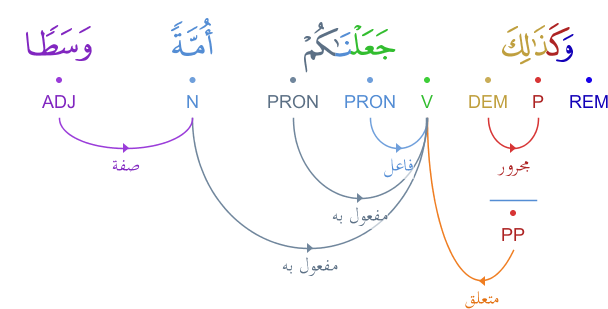 وَكَذَٰلِكَ جَعَلْنَـٰكُمْ أُمَّةً وَسَطًا
ADJ N PRON PRON V DEM P REM
صفة فاعل مجرور
مفعول به
PP
مفعول به
متعلق